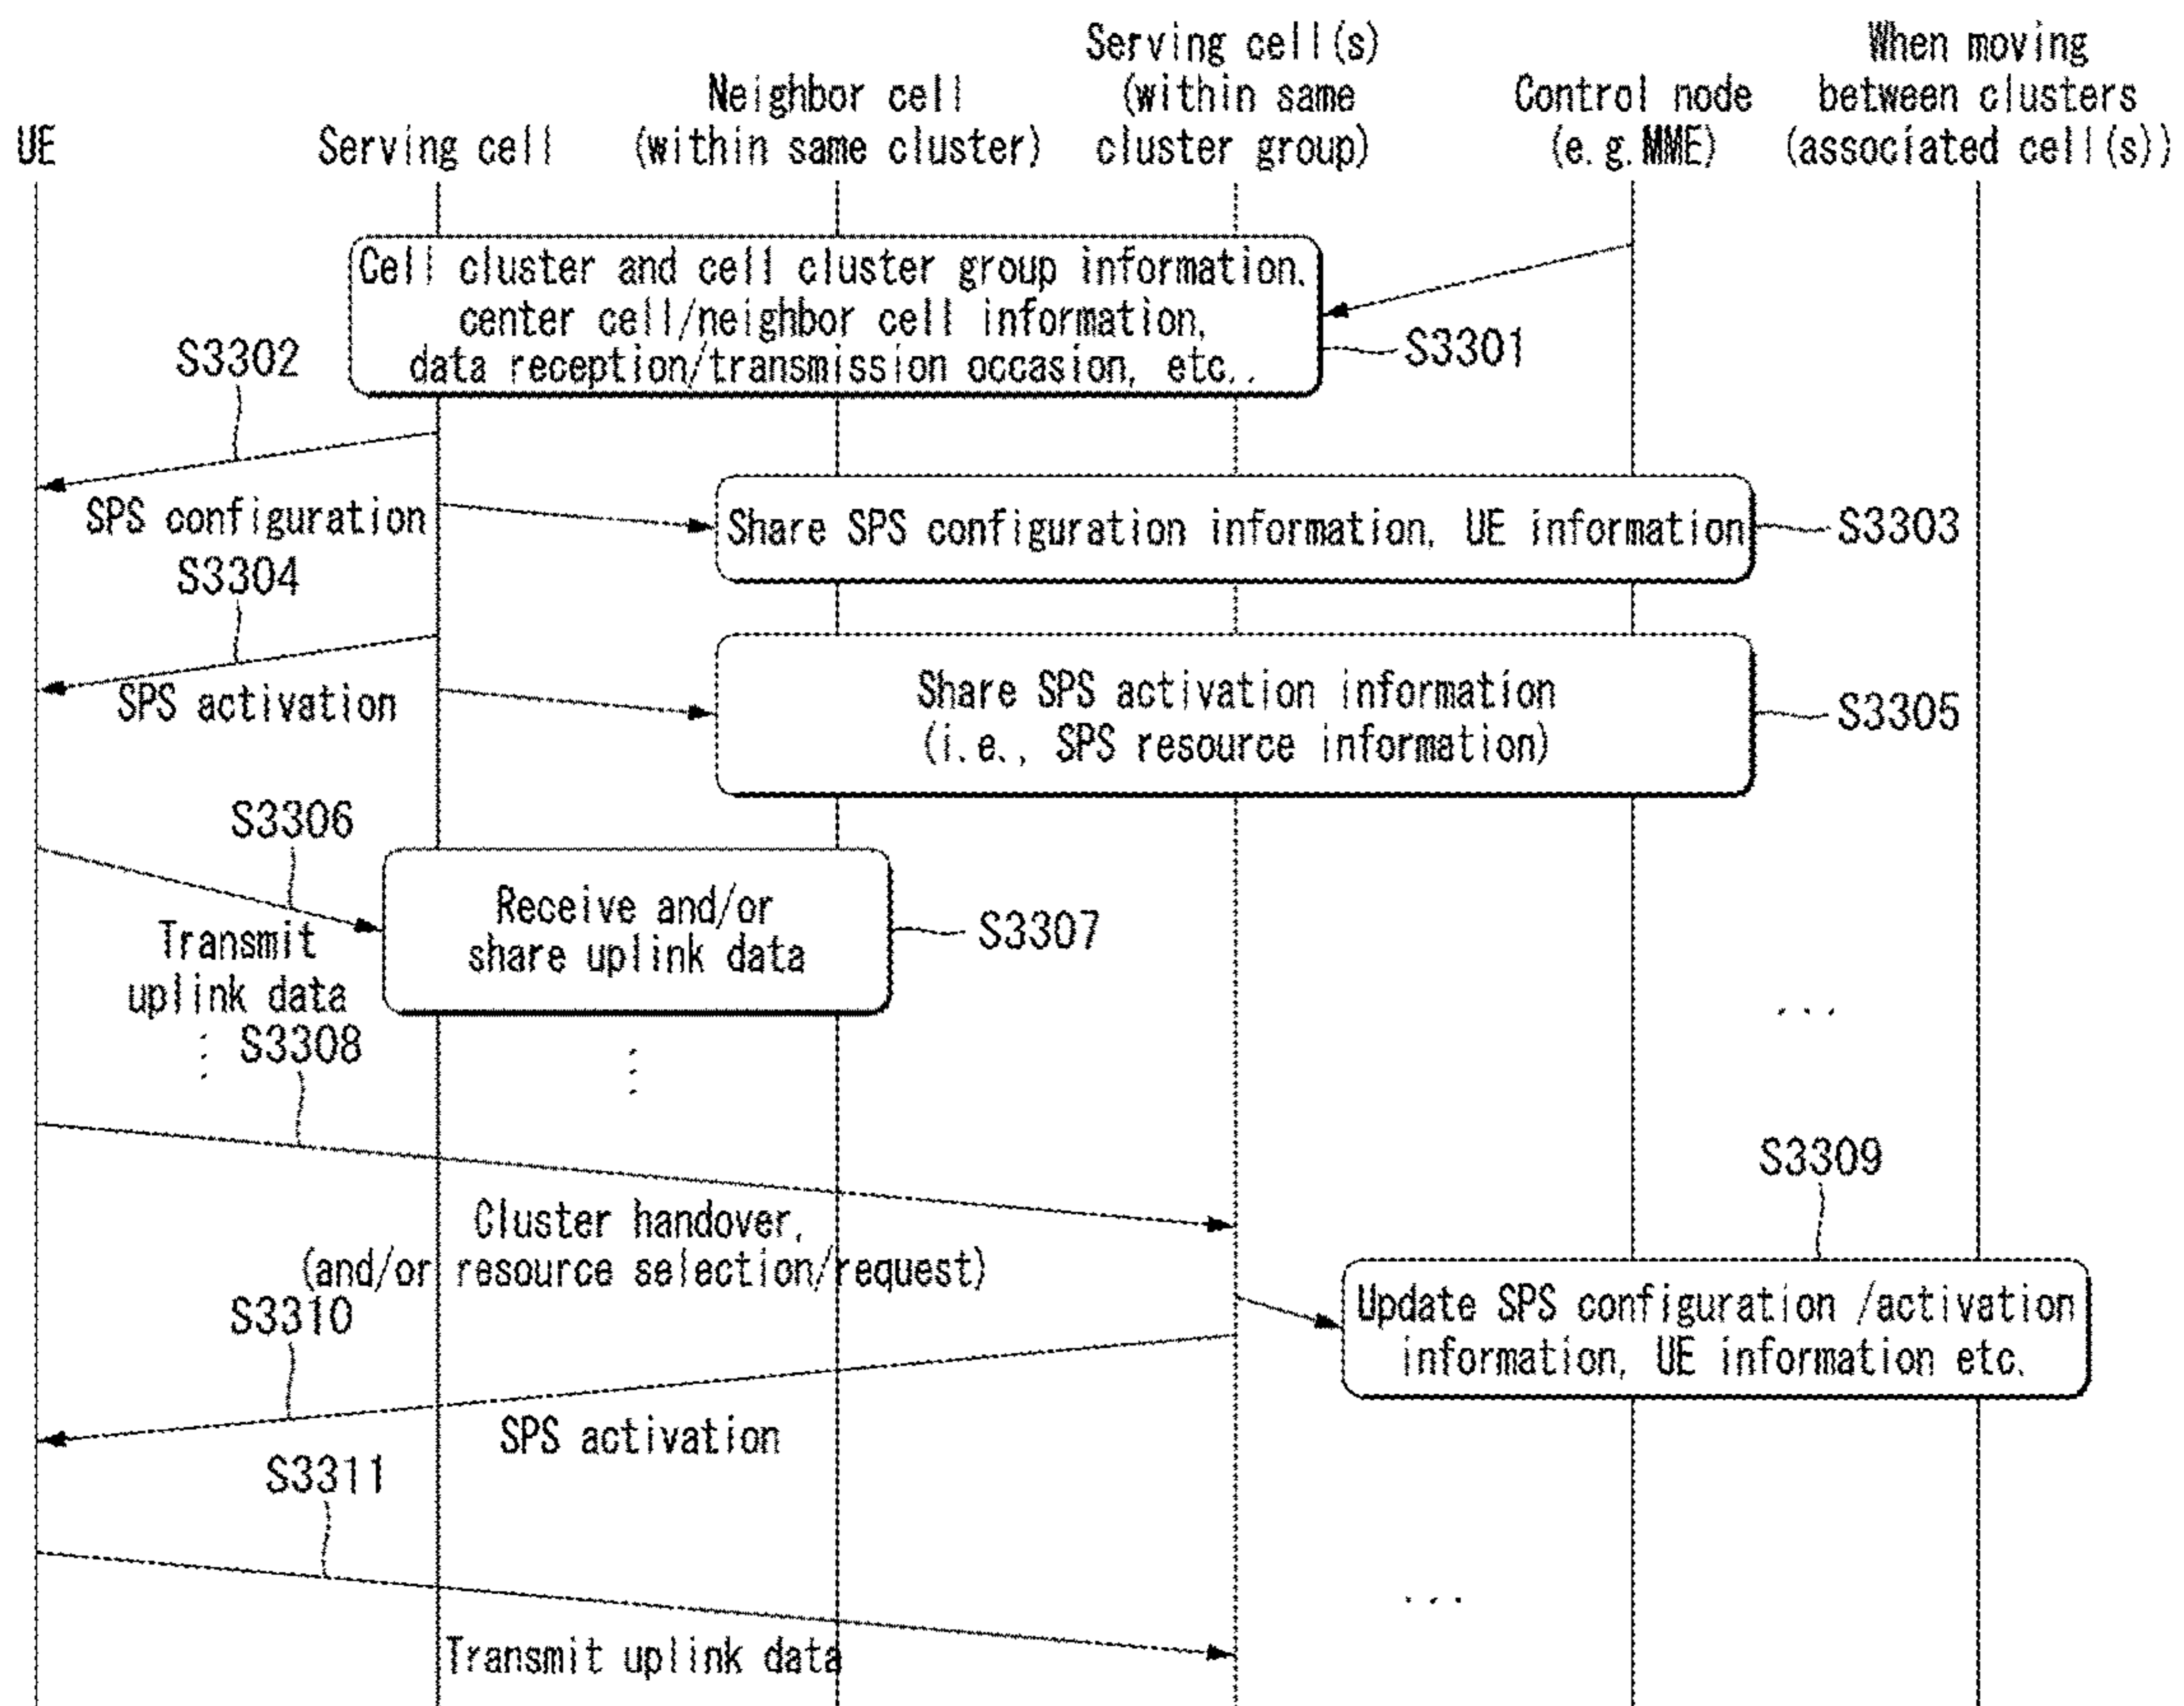 UE
Serving cell
Neighbor cell
(within same cluster)
Serving cell(s)
(within same
cluster group)
Control node
(e.g.MME)
When moving
between clusters
(associated cell(s))
Cell cluster and cell cluster group information,
center cell/neighbor cell information,
data reception/transmission occasion, etc..
S3301
S3302
SPS configuration
Share SPS configuration information, UE information
S3303
S3304
SPS activation
Share SPS activation information
(i.e., SPS resource information)
S3305
S3306
Transmit
uplink data
Receive and/or
share uplink data
S3307
...
S3308
Cluster handover,
(and/or resource selection/request)
S3309
Update SPS configuration /activation
information, UE information etc.
S3310
SPS activation
S3311
...
Transmit uplink data